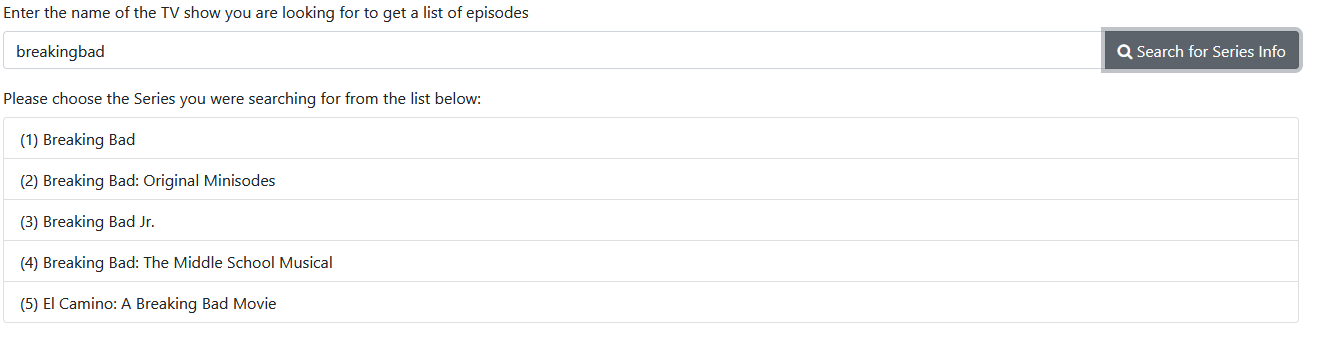 Enter the name of the TV show you are looking for to get a list of episodes
breakingbad
Search for Series Info
Please choose the Series you were searching for from the list below:
(1) Breaking Bad
(2) Breaking Bad: Original Minisodes
(3) Breaking Bad Jr.
(4) Breaking Bad: The Middle School Musical
(5) El Camino: A Breaking Bad Movie